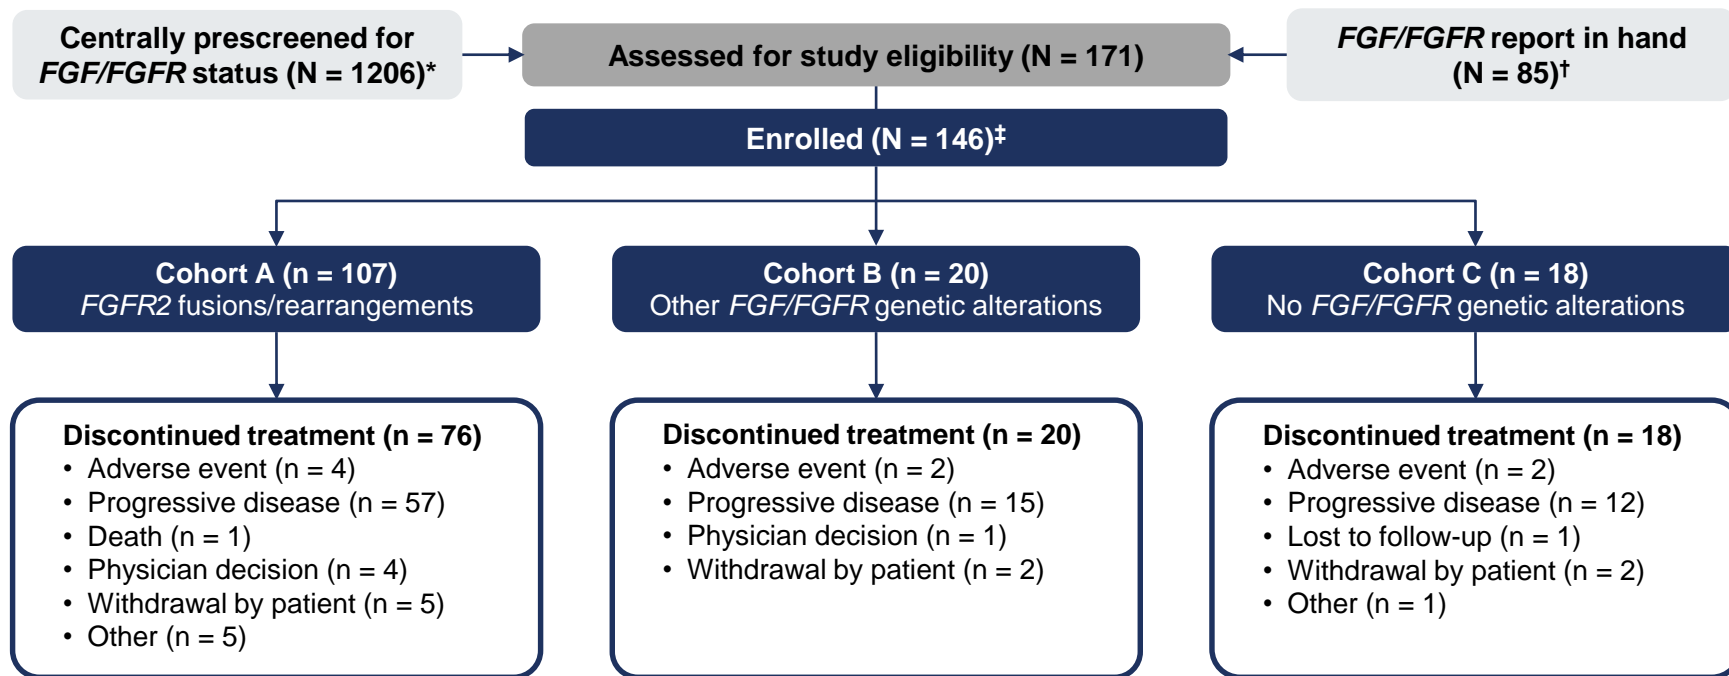 Centrally prescreened for
FGF/FGFR status (N = 1206)*
Assessed for study eligibility (N = 171)
FGF/FGFR report in hand
(N = 85)†
Enrolled (N = 146)‡
Cohort A (n = 107)
FGFR2 fusions/rearrangements
Cohort B (n = 20)
Other FGF/FGFR genetic alterations
Cohort C (n = 18)
No FGF/FGFR genetic alterations
Discontinued treatment (n = 76)
• Adverse event (n = 4)
• Progressive disease (n = 57)
• Death (n = 1)
• Physician decision (n = 4)
• Withdrawal by patient (n = 5)
• Other (n = 5)
Discontinued treatment (n = 20)
• Adverse event (n = 2)
• Progressive disease (n = 15)
• Physician decision (n = 1)
• Withdrawal by patient (n = 2)
Discontinued treatment (n = 18)
• Adverse event (n = 2)
• Progressive disease (n = 12)
• Lost to follow-up (n = 1)
• Withdrawal by patient (n = 2)
• Other (n = 1)